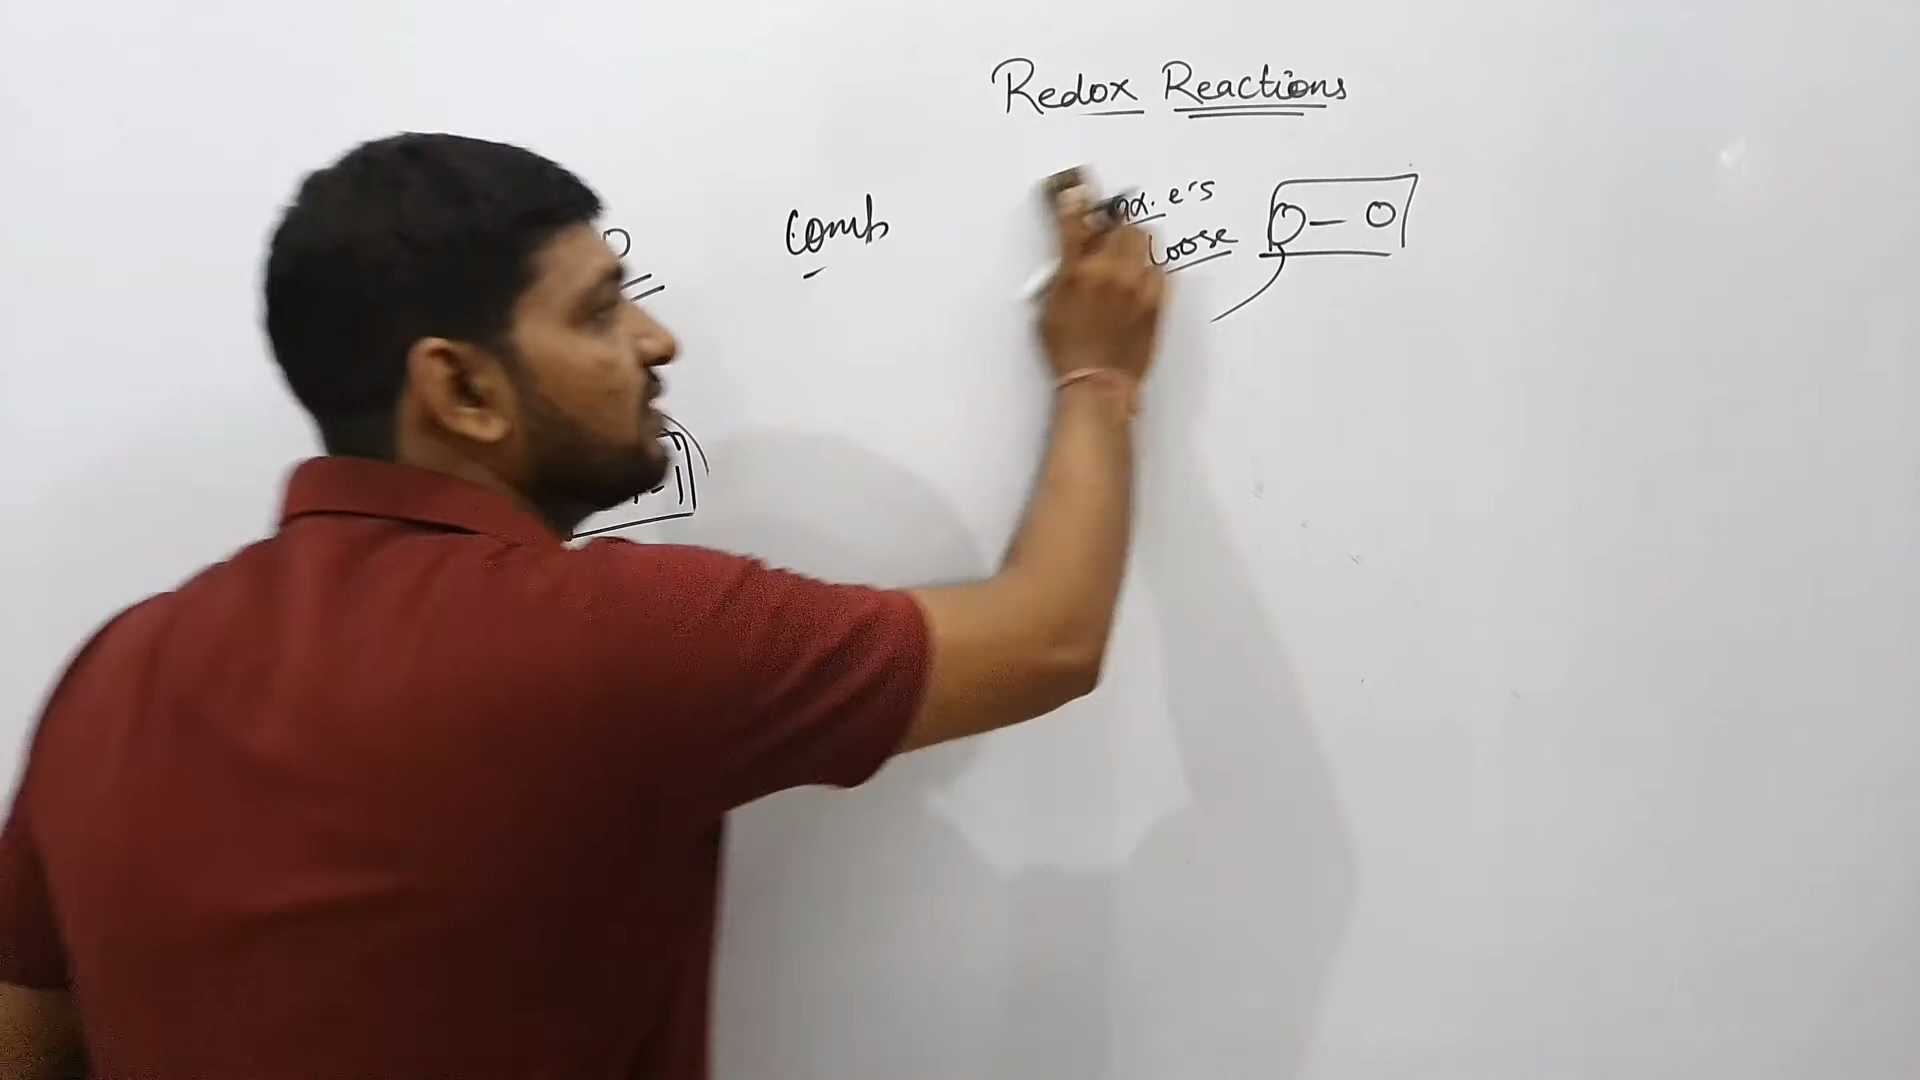 Redox Reactions
comb
e's
loose
O – O